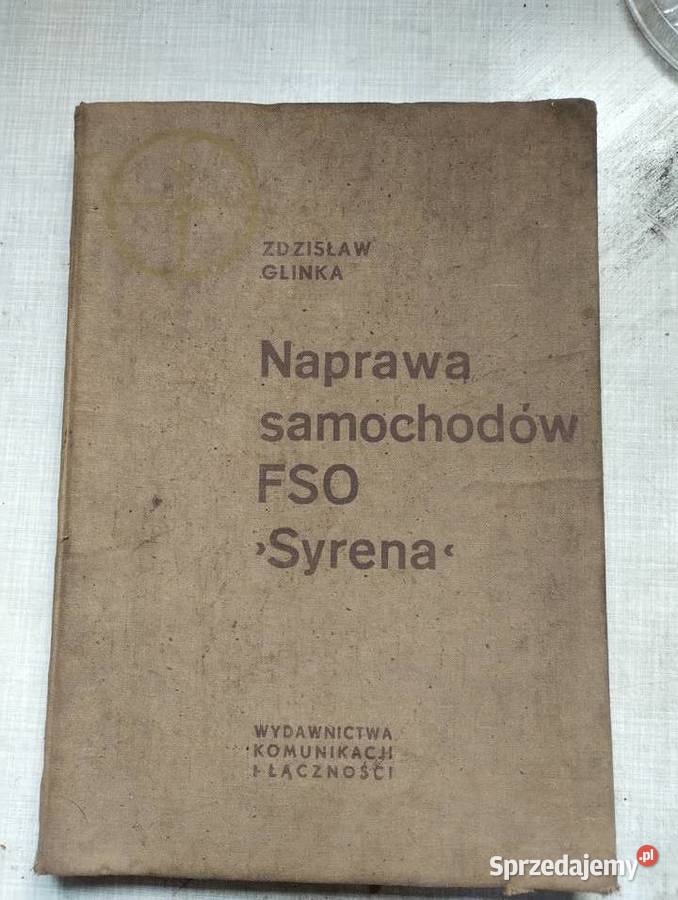 ZDZISŁAW
GLINKA
Naprawa
samochodów
FSO
›Syrena‹
WYDAWNICTWA
KOMUNIKACJI
I ŁĄCZNOŚCI
Sprzedajemy.pl